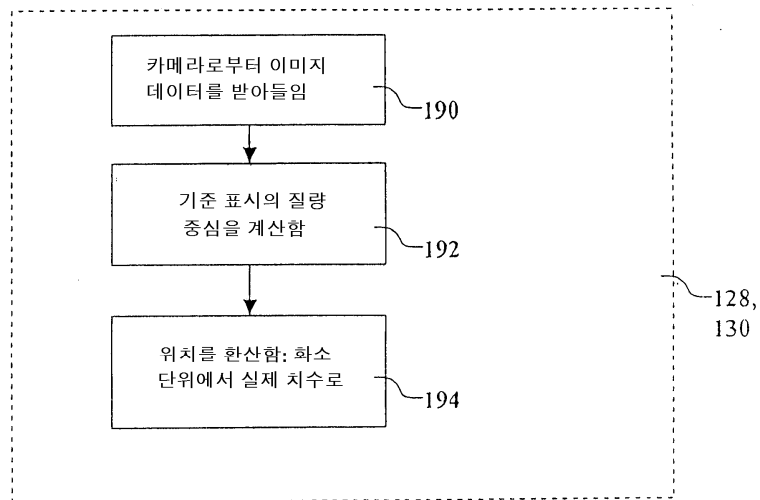 카메라로부터 이미지
데이터를 받아들임
190
기준 표시의 질량
중심을 계산함
192
위치를 환산함: 화소
단위에서 실제 치수로
194
128,
130